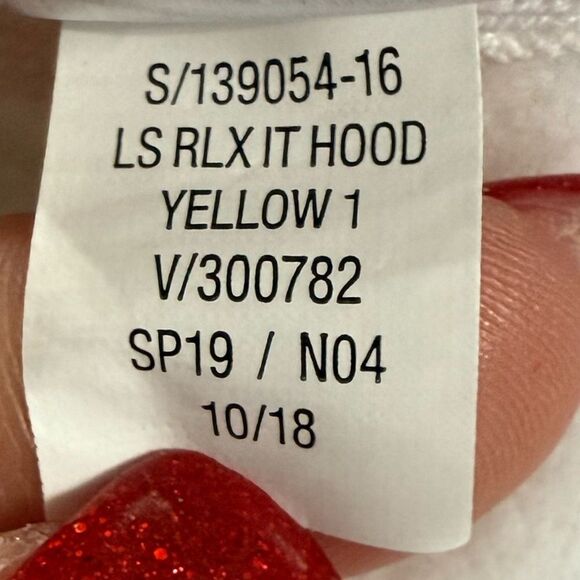 S/139054-16
LS RLX IT HOOD
YELLOW 1
V/300782
SP19 / N04
10/18